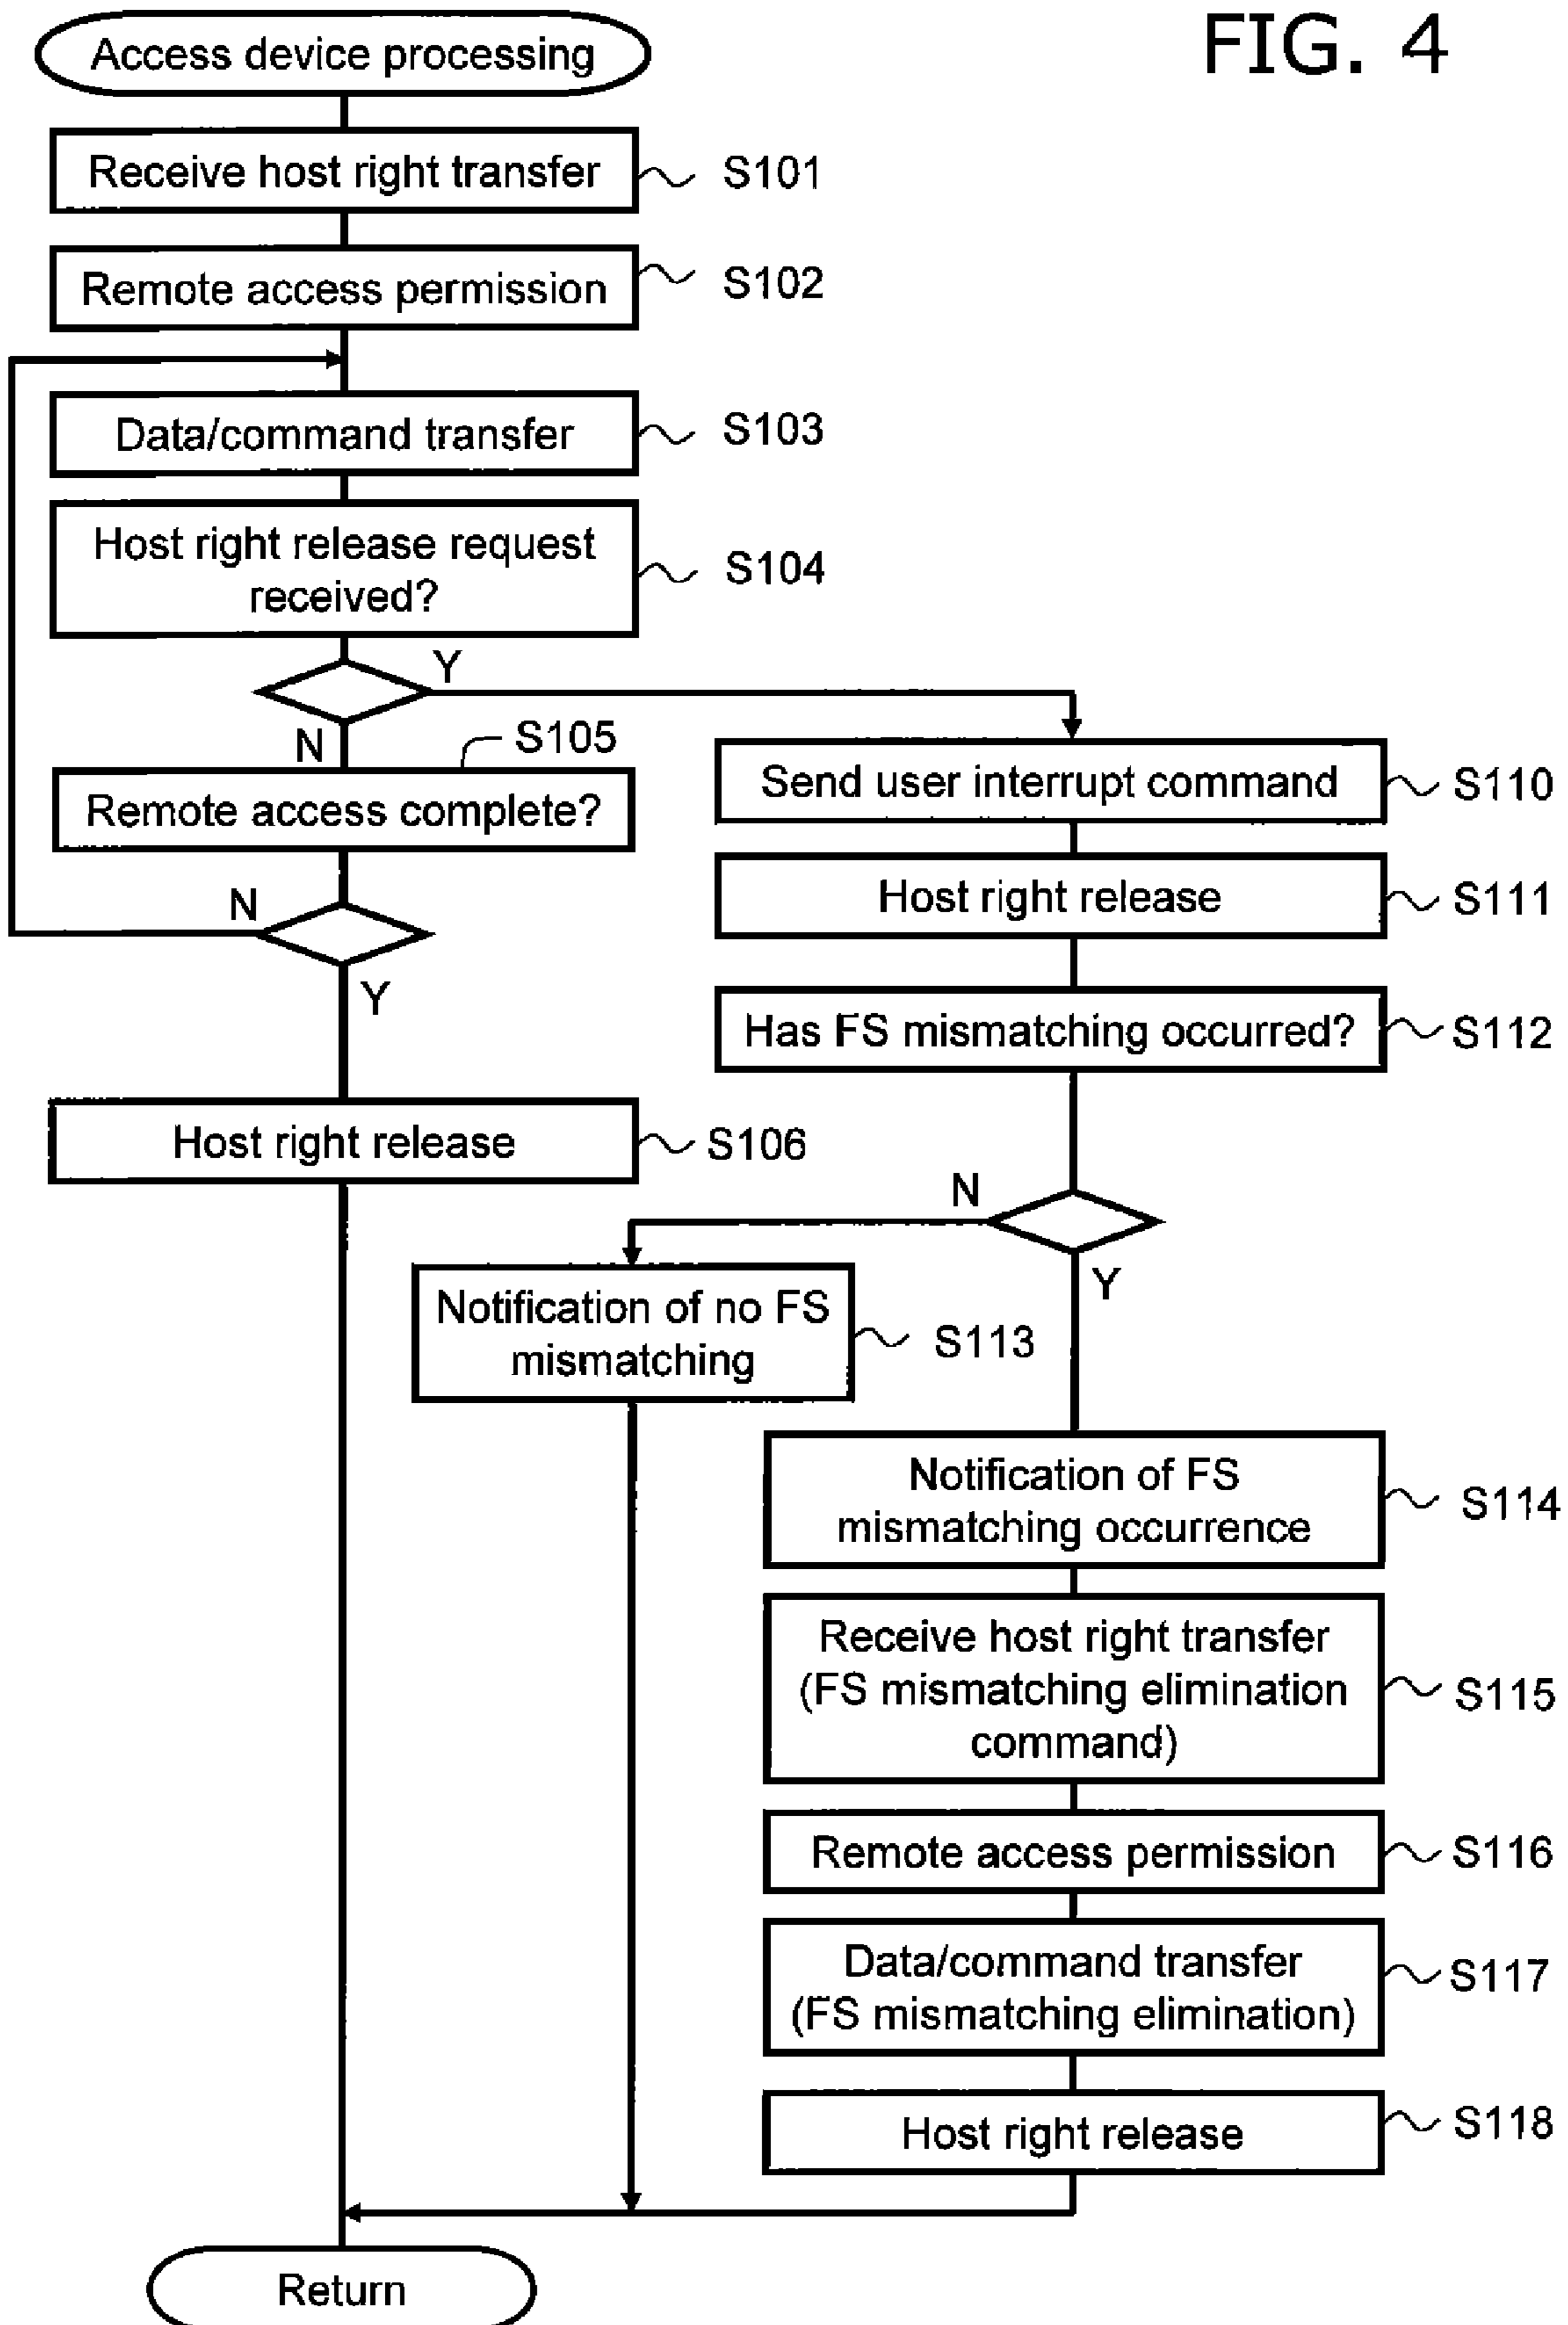 FIG. 4
Access device processing
Receive host right transfer
S101
Remote access permission
S102
Data/command transfer
S103
Host right release request
received?
S104
Y
N
S105
Remote access complete?
N
Y
Host right release
S106
Send user interrupt command
S110
Host right release
S111
Has FS mismatching occurred?
S112
N
Y
Notification of no FS
mismatching
S113
Notification of FS
mismatching occurrence
S114
Receive host right transfer
(FS mismatching elimination
command)
S115
Remote access permission
S116
Data/command transfer
(FS mismatching elimination)
S117
Host right release
S118
Return